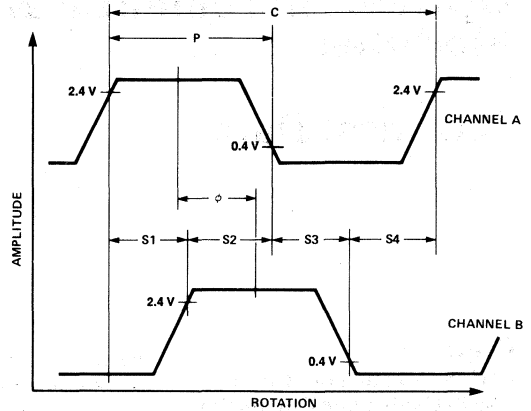 C
P
2.4 V
2.4 V
CHANNEL A
0.4 V
φ
AMPLITUDE
S1 S2 S3 S4
2.4 V
CHANNEL B
0.4 V
ROTATION